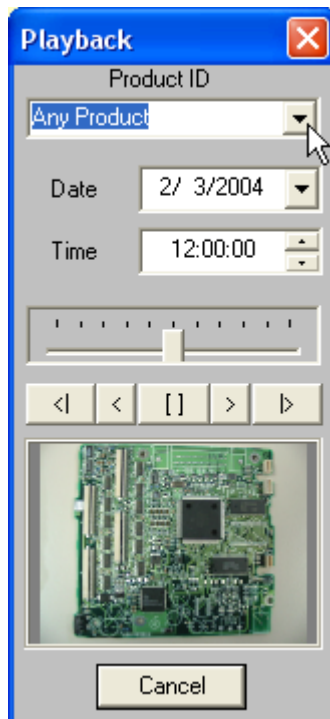 Playback
Product ID
Any Product
Date 2/ 3/2004
Time 12:00:00
<| < [ ] > |>
Cancel